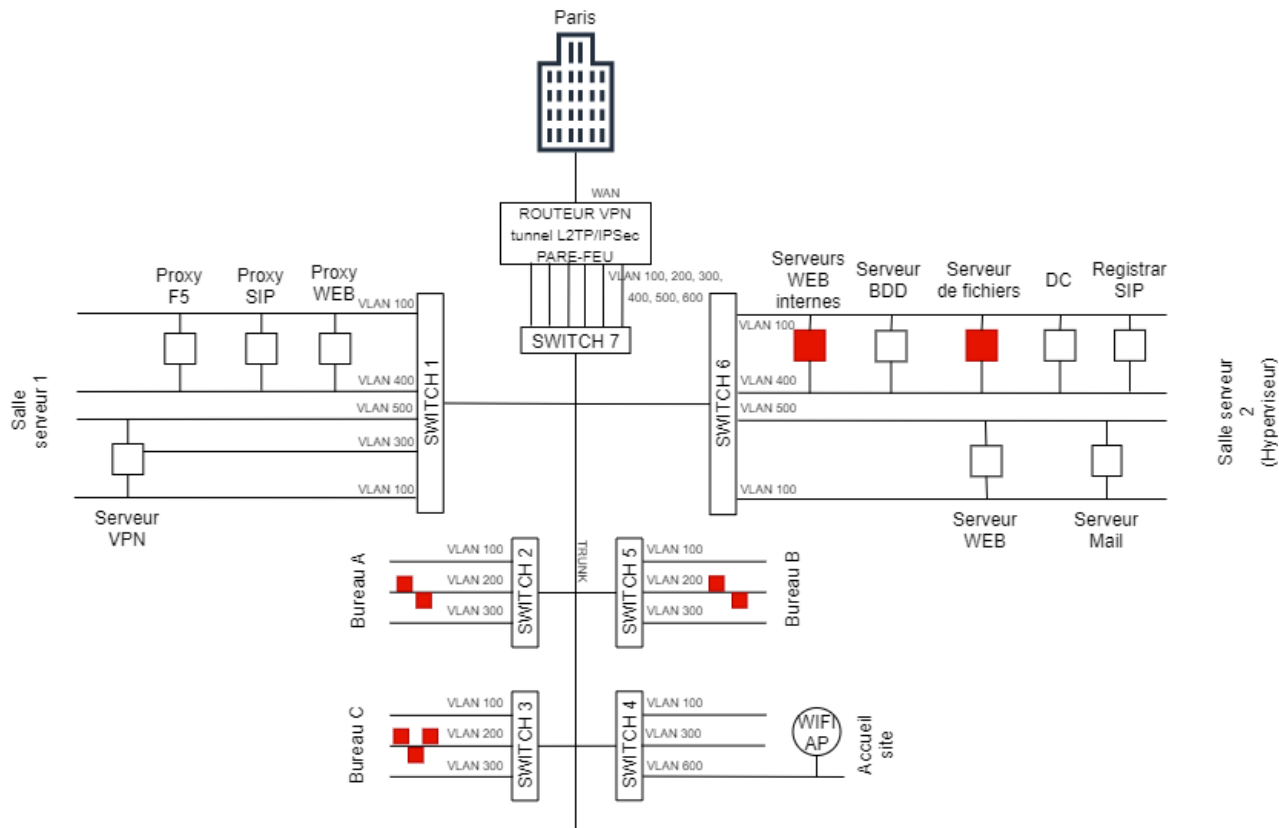 Paris
WAN
ROUTEUR VPN
tunnel L2TP/IPSec
PARE-FEU
VLAN 100, 200, 300,
400, 500, 600
SWITCH 7
Proxy
F5
Proxy
SIP
Proxy
WEB
VLAN 100
VLAN 400
VLAN 500
VLAN 300
VLAN 100
SWITCH 1
Salle
serveur 1
Serveur
VPN
Serveurs
WEB
internes
Serveur
BDD
Serveur
de fichiers
DC
Registrar
SIP
VLAN 100
VLAN 400
VLAN 500
VLAN 100
SWITCH 6
Salle serveur
2
(Hyperviseur)
Serveur
WEB
Serveur
Mail
TRUNK
Bureau A
VLAN 100
VLAN 200
VLAN 300
SWITCH 2
SWITCH 5
VLAN 100
VLAN 200
VLAN 300
Bureau B
Bureau C
VLAN 100
VLAN 200
VLAN 300
SWITCH 3
SWITCH 4
VLAN 100
VLAN 300
VLAN 600
WIFI
AP
Accueil
site